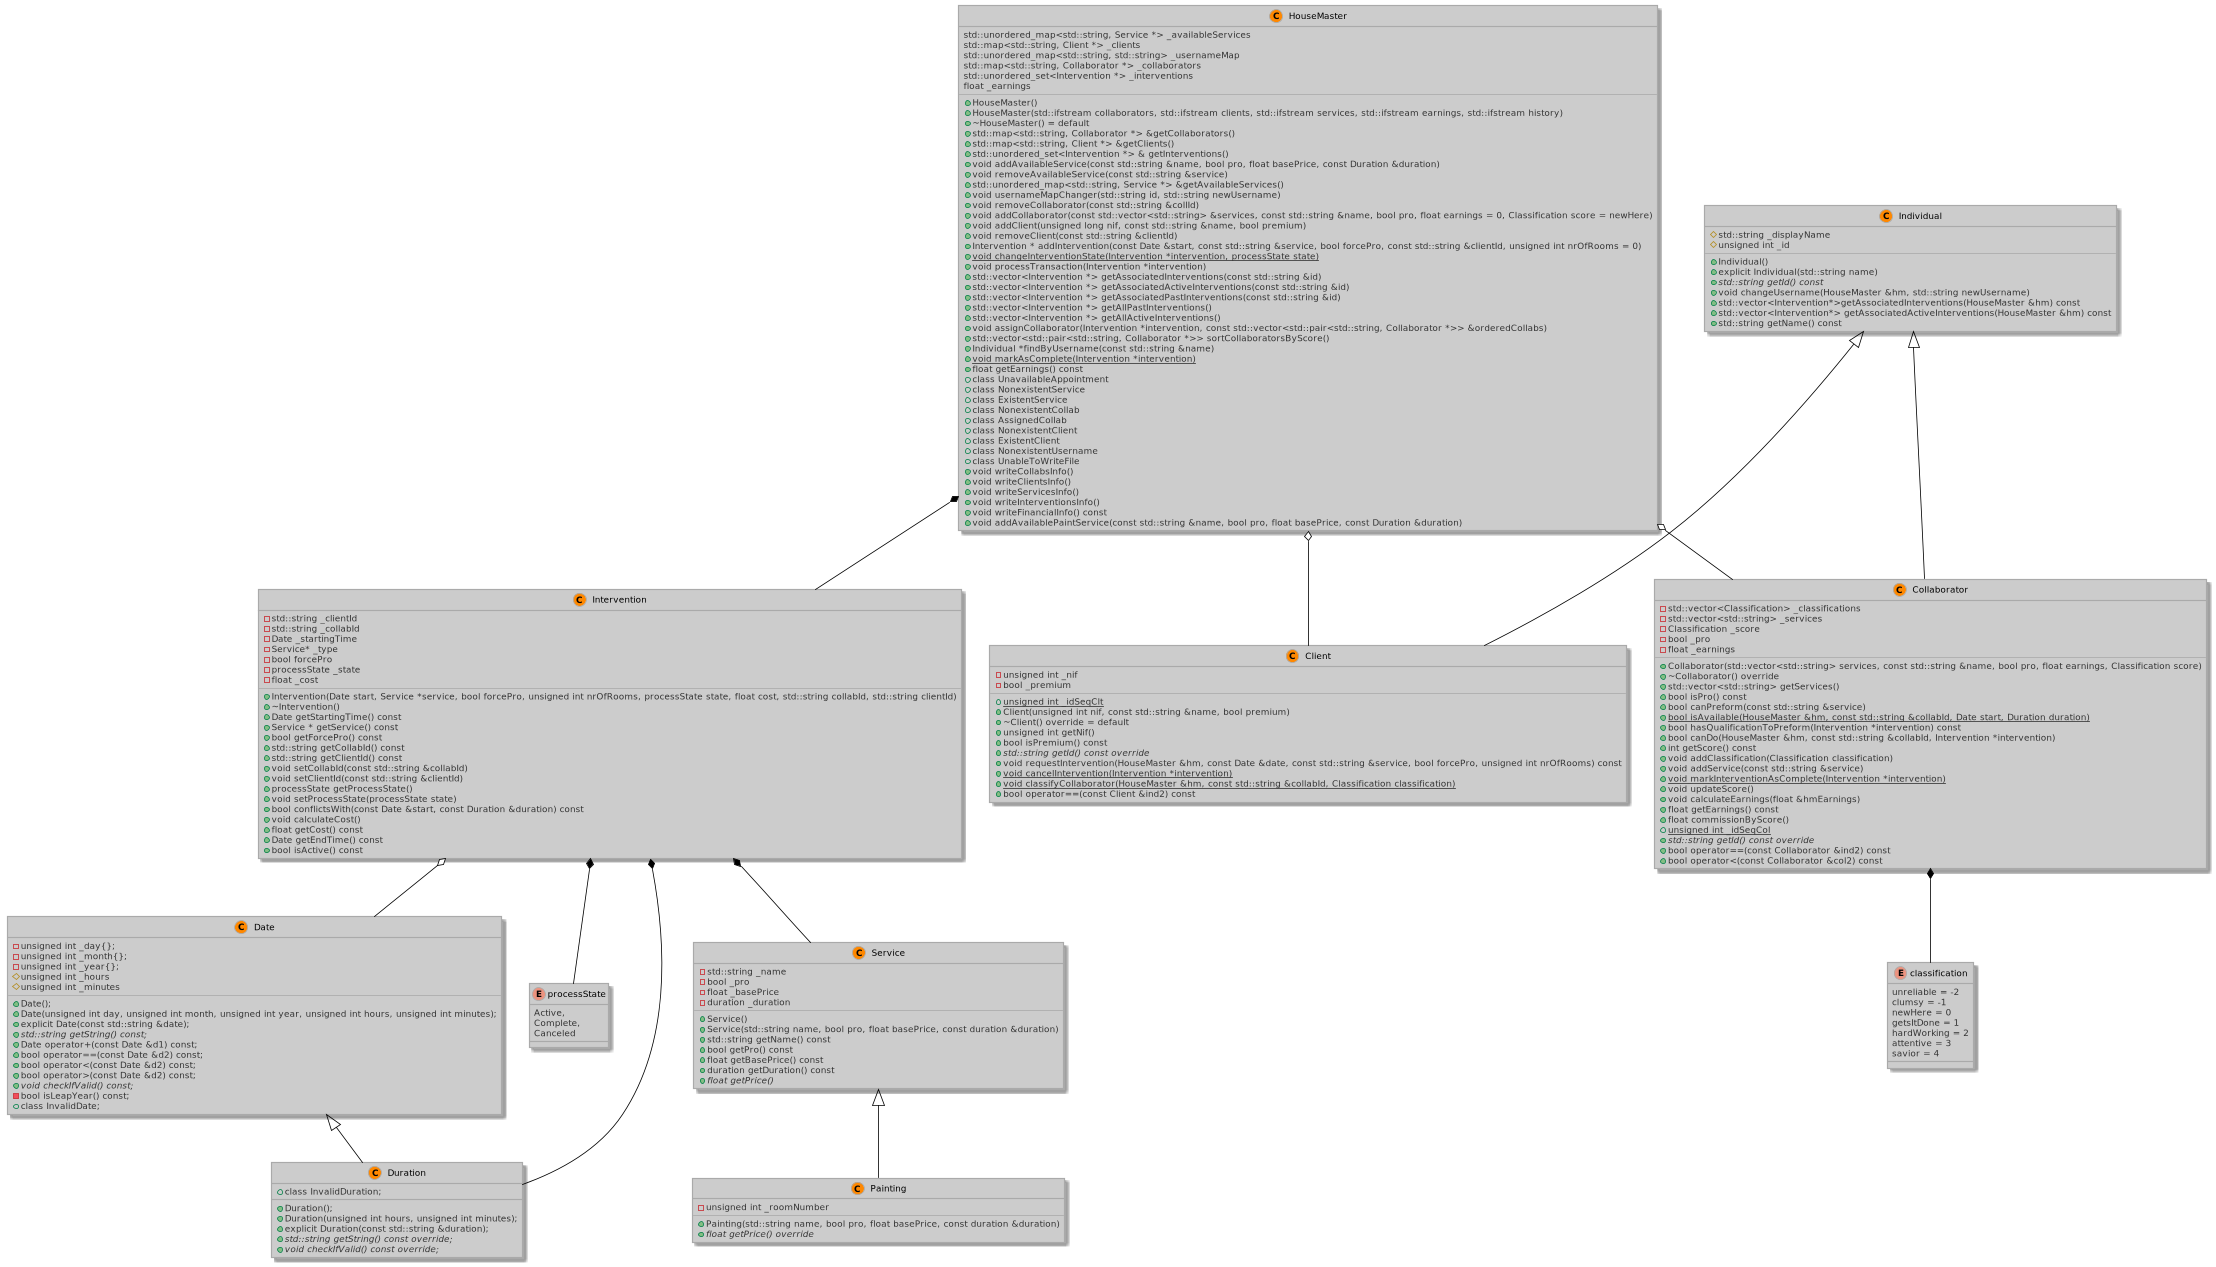 C HouseMaster
std::unordered_map<std::string, Service *> _availableServices
std::map<std::string, Client *> _clients
std::unordered_map<std::string, std::string> _usernameMap
std::map<std::string, Collaborator *> _collaborators
std::unordered_set<Intervention *> _interventions
float _earnings
HouseMaster()
HouseMaster(std::ifstream collaborators, std::ifstream clients, std::ifstream services, std::ifstream earnings, std::ifstream history)
~HouseMaster() = default
std::map<std::string, Collaborator *> &getCollaborators()
std::map<std::string, Client *> &getClients()
std::unordered_set<Intervention *> & getInterventions()
void addAvailableService(const std::string &name, bool pro, float basePrice, const Duration &duration)
void removeAvailableService(const std::string &service)
std::unordered_map<std::string, Service *> &getAvailableServices()
void usernameMapChanger(std::string id, std::string newUsername)
void removeCollaborator(const std::string &collId)
void addCollaborator(const std::vector<std::string> &services, const std::string &name, bool pro, float earnings = 0, Classification score = newHere)
void addClient(unsigned long nif, const std::string &name, bool premium)
void removeClient(const std::string &clientId)
Intervention * addIntervention(const Date &start, const std::string &service, bool forcePro, const std::string &clientId, unsigned int nrOfRooms = 0)
void changeInterventionState(Intervention *intervention, processState state)
void processTransaction(Intervention *intervention)
std::vector<Intervention *> getAssociatedInterventions(const std::string &id)
std::vector<Intervention *> getAssociatedActiveInterventions(const std::string &id)
std::vector<Intervention *> getAssociatedPastInterventions(const std::string &id)
std::vector<Intervention *> getAllPastInterventions()
std::vector<Intervention *> getAllActiveInterventions()
void assignCollaborator(Intervention *intervention, const std::vector<std::pair<std::string, Collaborator *>> &orderedCollabs)
std::vector<std::pair<std::string, Collaborator *>> sortCollaboratorsByScore()
Individual *findByUsername(const std::string &name)
void markAsComplete(Intervention *intervention)
float getEarnings() const
class UnavailableAppointment
class NonexistentService
class ExistentService
class NonexistentCollab
class AssignedCollab
class NonexistentClient
class ExistentClient
class NonexistentUsername
class UnableToWriteFile
void writeCollabsInfo()
void writeClientsInfo()
void writeServicesInfo()
void writeInterventionsInfo()
void writeFinancialInfo() const
void addAvailablePaintService(const std::string &name, bool pro, float basePrice, const Duration &duration)
C Individual
std::string _displayName
unsigned int _id
Individual()
explicit Individual(std::string name)
std::string getId() const
void changeUsername(HouseMaster &hm, std::string newUsername)
std::vector<Intervention*>getAssociatedInterventions(HouseMaster &hm) const
std::vector<Intervention*> getAssociatedActiveInterventions(HouseMaster &hm) const
std::string getName() const
C Intervention
std::string _clientId
std::string _collabId
Date _startingTime
Service* _type
bool forcePro
processState _state
float _cost
Intervention(Date start, Service *service, bool forcePro, unsigned int nrOfRooms, processState state, float cost, std::string collabId, std::string clientId)
~Intervention()
Date getStartingTime() const
Service * getService() const
bool getForcePro() const
std::string getCollabId() const
std::string getClientId() const
void setCollabId(const std::string &collabId)
void setClientId(const std::string &clientId)
processState getProcessState()
void setProcessState(processState state)
bool conflictsWith(const Date &start, const Duration &duration) const
void calculateCost()
float getCost() const
Date getEndTime() const
bool isActive() const
C Client
unsigned int _nif
bool _premium
unsigned int _idSeqClt
Client(unsigned int nif, const std::string &name, bool premium)
~Client() override = default
unsigned int getNif()
bool isPremium() const
std::string getId() const override
void requestIntervention(HouseMaster &hm, const Date &date, const std::string &service, bool forcePro, unsigned int nrOfRooms) const
void cancelIntervention(Intervention *intervention)
void classifyCollaborator(HouseMaster &hm, const std::string &collabId, Classification classification)
bool operator==(const Client &ind2) const
C Collaborator
std::vector<Classification> _classifications
std::vector<std::string> _services
Classification _score
bool _pro
float _earnings
Collaborator(std::vector<std::string> services, const std::string &name, bool pro, float earnings, Classification score)
~Collaborator() override
std::vector<std::string> getServices()
bool isPro() const
bool canPreform(const std::string &service)
bool isAvailable(HouseMaster &hm, const std::string &collabId, Date start, Duration duration)
bool hasQualificationToPreform(Intervention *intervention) const
bool canDo(HouseMaster &hm, const std::string &collabId, Intervention *intervention)
int getScore() const
void addClassification(Classification classification)
void addService(const std::string &service)
void markInterventionAsComplete(Intervention *intervention)
void updateScore()
void calculateEarnings(float &hmEarnings)
float getEarnings() const
float commissionByScore()
unsigned int _idSeqCol
std::string getId() const override
bool operator==(const Collaborator &ind2) const
bool operator<(const Collaborator &col2) const
C Date
unsigned int _day{};
unsigned int _month{};
unsigned int _year{};
unsigned int _hours
unsigned int _minutes
Date();
Date(unsigned int day, unsigned int month, unsigned int year, unsigned int hours, unsigned int minutes);
explicit Date(const std::string &date);
std::string getString() const;
Date operator+(const Date &d1) const;
bool operator==(const Date &d2) const;
bool operator<(const Date &d2) const;
bool operator>(const Date &d2) const;
void checkIfValid() const;
bool isLeapYear() const;
class InvalidDate;
E processState
Active,
Complete,
Canceled
C Service
std::string _name
bool _pro
float _basePrice
duration _duration
Service()
Service(std::string name, bool pro, float basePrice, const duration &duration)
std::string getName() const
bool getPro() const
float getBasePrice() const
duration getDuration() const
float getPrice()
E classification
unreliable = -2
clumsy = -1
newHere = 0
getsItDone = 1
hardWorking = 2
attentive = 3
savior = 4
C Duration
class InvalidDuration;
Duration();
Duration(unsigned int hours, unsigned int minutes);
explicit Duration(const std::string &duration);
std::string getString() const override;
void checkIfValid() const override;
C Painting
unsigned int _roomNumber
Painting(std::string name, bool pro, float basePrice, const duration &duration)
float getPrice() override